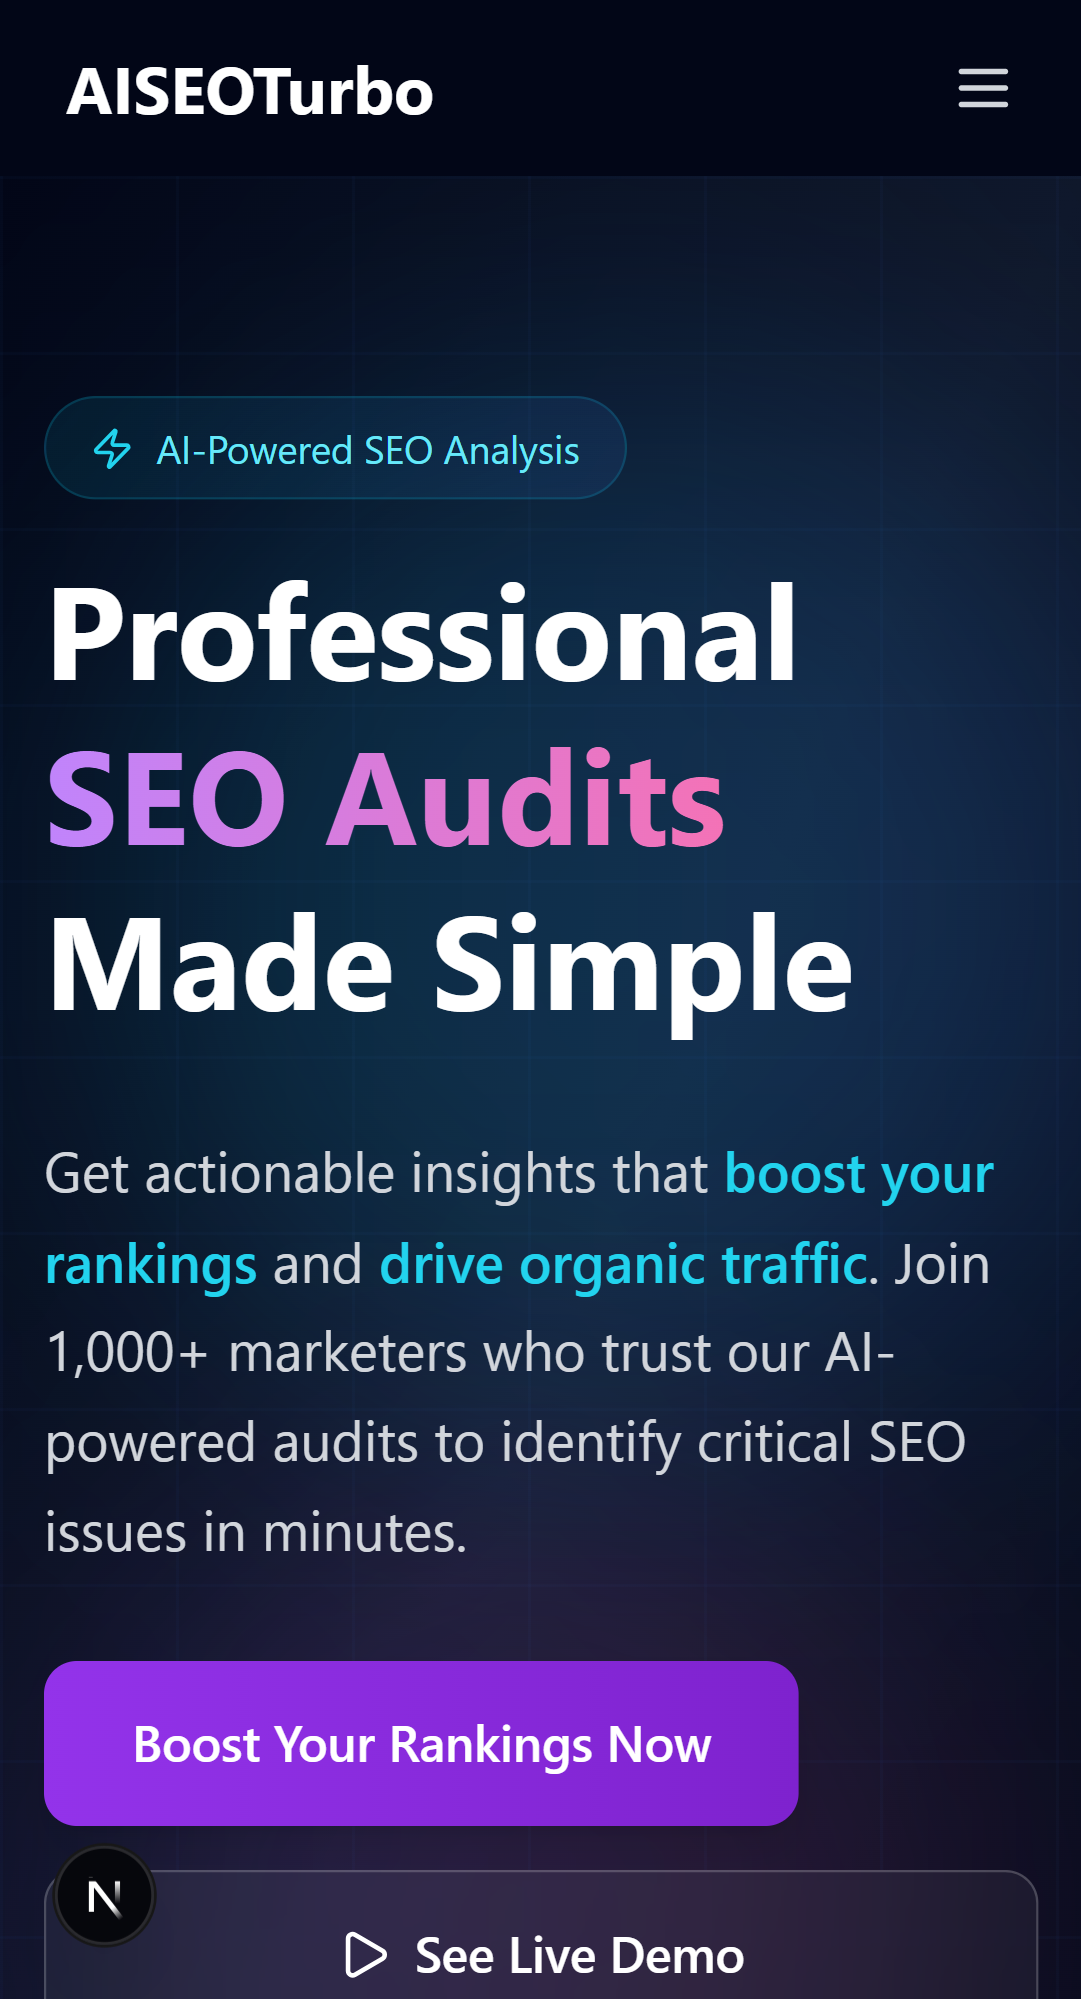 AISEOTurbo
AI-Powered SEO Analysis
Professional
SEO Audits
Made Simple
Get actionable insights that boost your
rankings and drive organic traffic. Join
1,000+ marketers who trust our AI-
powered audits to identify critical SEO
issues in minutes.
Boost Your Rankings Now
N
See Live Demo